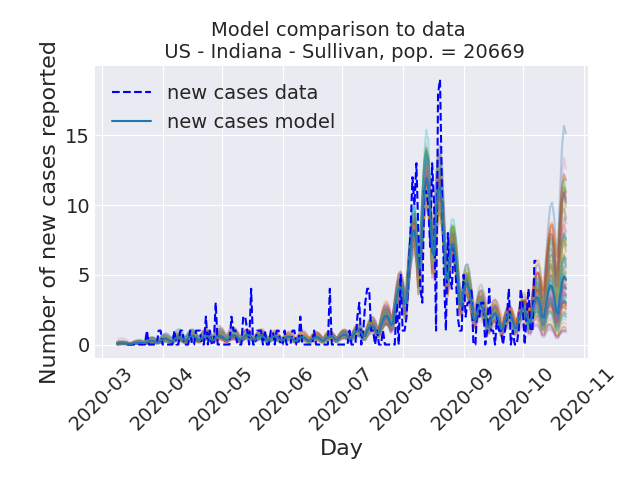 Model comparison to data
US - Indiana - Sullivan, pop. = 20669
new cases data
new cases model
Number of new cases reported
15
10
5
0
2020-03
2020-04
2020-05
2020-06
2020-07
2020-08
2020-09
2020-10
2020-11
Day